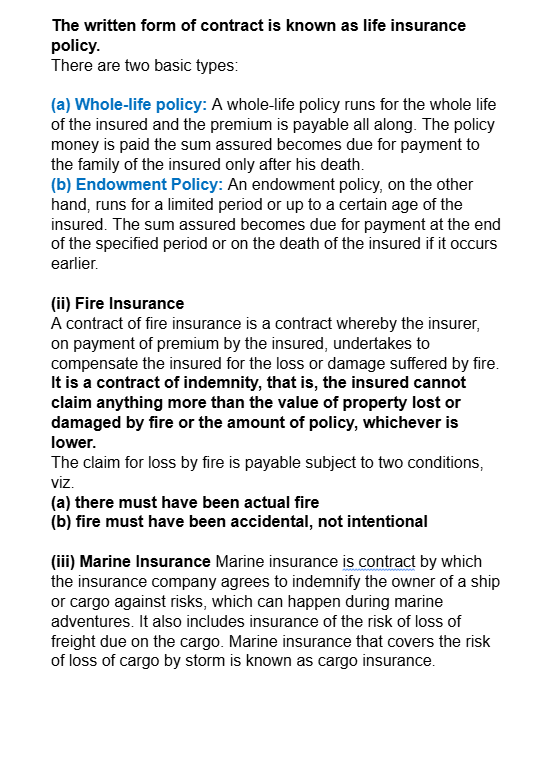 The written form of contract is known as life insurance
policy.
There are two basic types:
(a) Whole-life policy: A whole-life policy runs for the whole life
of the insured and the premium is payable all along. The policy
money is paid the sum assured becomes due for payment to
the family of the insured only after his death.
(b) Endowment Policy: An endowment policy, on the other
hand, runs for a limited period or up to a certain age of the
insured. The sum assured becomes due for payment at the end
of the specified period or on the death of the insured if it occurs
earlier.
(ii) Fire Insurance
A contract of fire insurance is a contract whereby the insurer,
on payment of premium by the insured, undertakes to
compensate the insured for the loss or damage suffered by fire.
It is a contract of indemnity, that is, the insured cannot
claim anything more than the value of property lost or
damaged by fire or the amount of policy, whichever is
lower.
The claim for loss by fire is payable subject to two conditions,
viz.
(a) there must have been actual fire
(b) fire must have been accidental, not intentional
(iii) Marine Insurance Marine insurance is contract by which
the insurance company agrees to indemnify the owner of a ship
or cargo against risks, which can happen during marine
adventures. It also includes insurance of the risk of loss of
freight due on the cargo. Marine insurance that covers the risk
of loss of cargo by storm is known as cargo insurance.